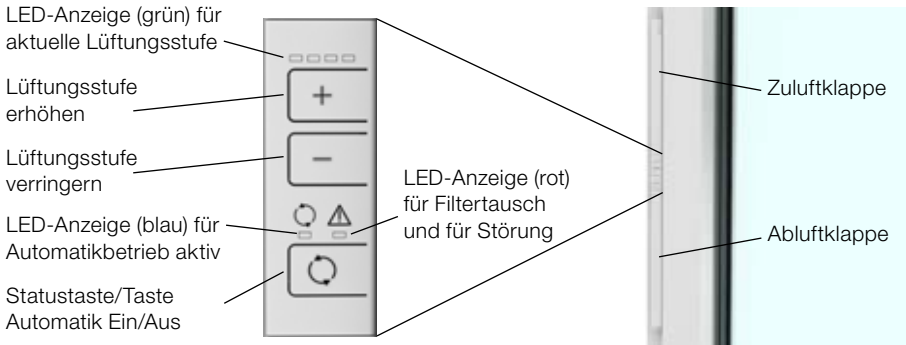 LED-Anzeige (grün) für
aktuelle Lüftungsstufe
Lüftungsstufe
erhöhen
Lüftungsstufe
verringern
LED-Anzeige (blau) für
Automatikbetrieb aktiv
Statustaste/Taste
Automatik Ein/Aus
+
−
LED-Anzeige (rot)
für Filtertausch
und für Störung
Zuluftklappe
Abluftklappe